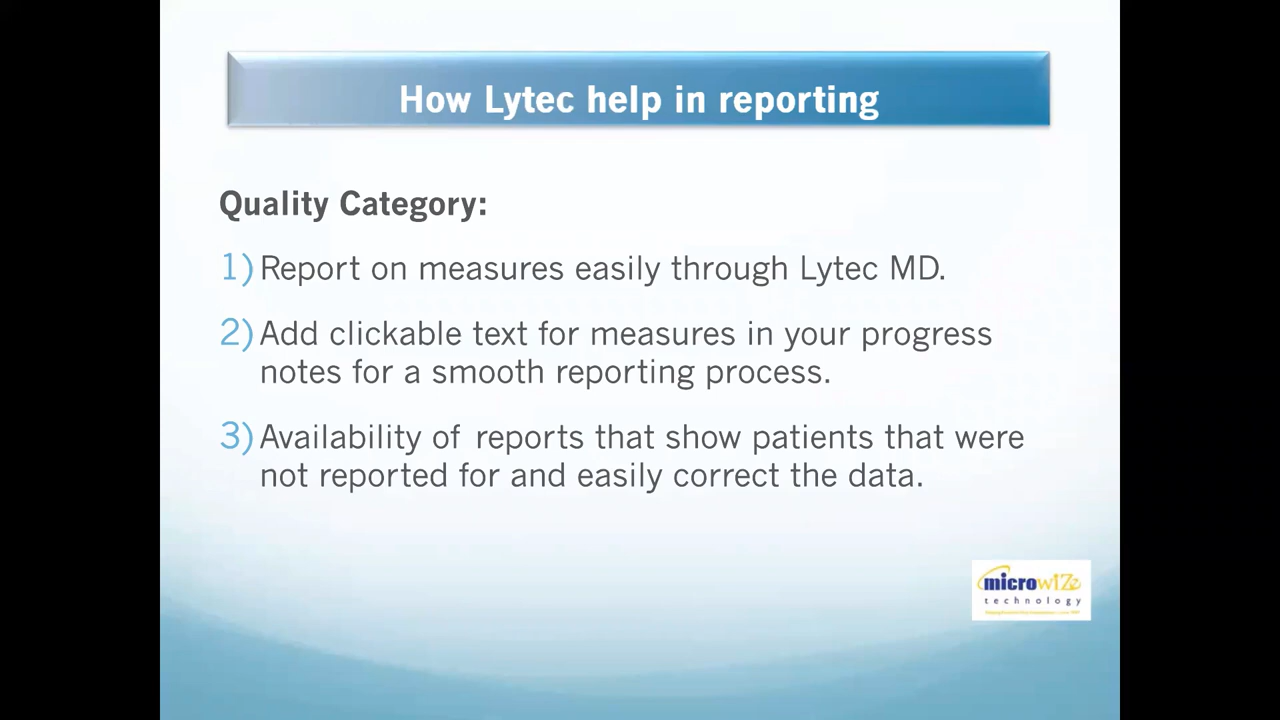 How Lytec help in reporting
Quality Category:
1) Report on measures easily through Lytec MD.
2) Add clickable text for measures in your progress
notes for a smooth reporting process.
3) Availability of reports that show patients that were
not reported for and easily correct the data.
microwize
technology